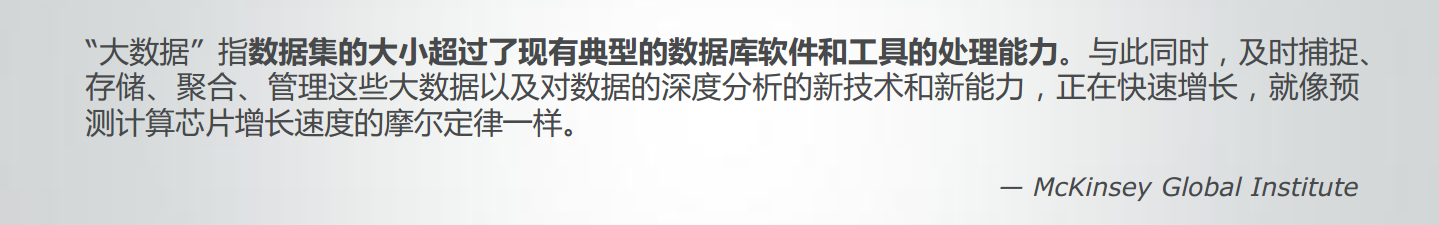 “大数据”指数据集的大小超过了现有典型的数据库软件和工具的处理能力。与此同时，及时捕捉、
存储、聚合、管理这些大数据以及对数据的深度分析的新技术和新能力，正在快速增长，就像预
测计算芯片增长速度的摩尔定律一样。
— McKinsey Global Institute